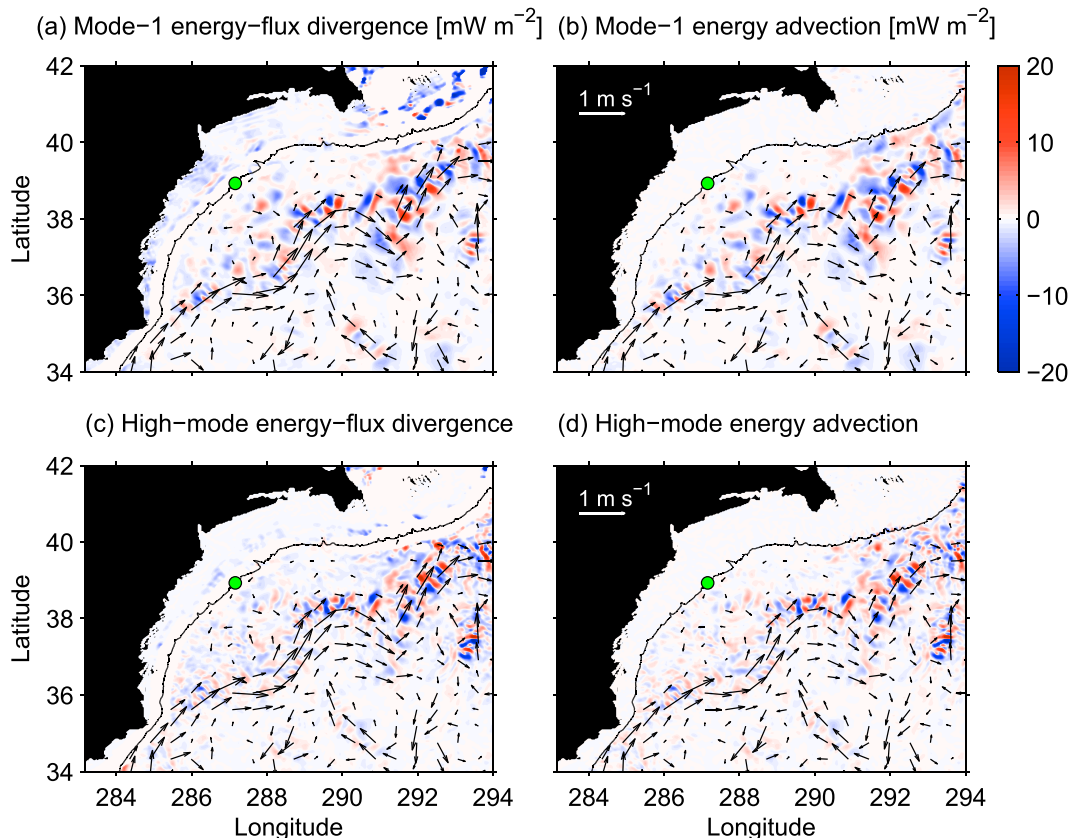 (a) Mode−1 energy−flux divergence [mW m−2]
(b) Mode−1 energy advection [mW m−2]
42
40
38
36
34
Latitude
1 m s−1
20
10
0
−10
−20
(c) High−mode energy−flux divergence
(d) High−mode energy advection
42
40
38
36
34
Latitude
1 m s−1
284 286 288 290 292 294
284 286 288 290 292 294
Longitude
Longitude